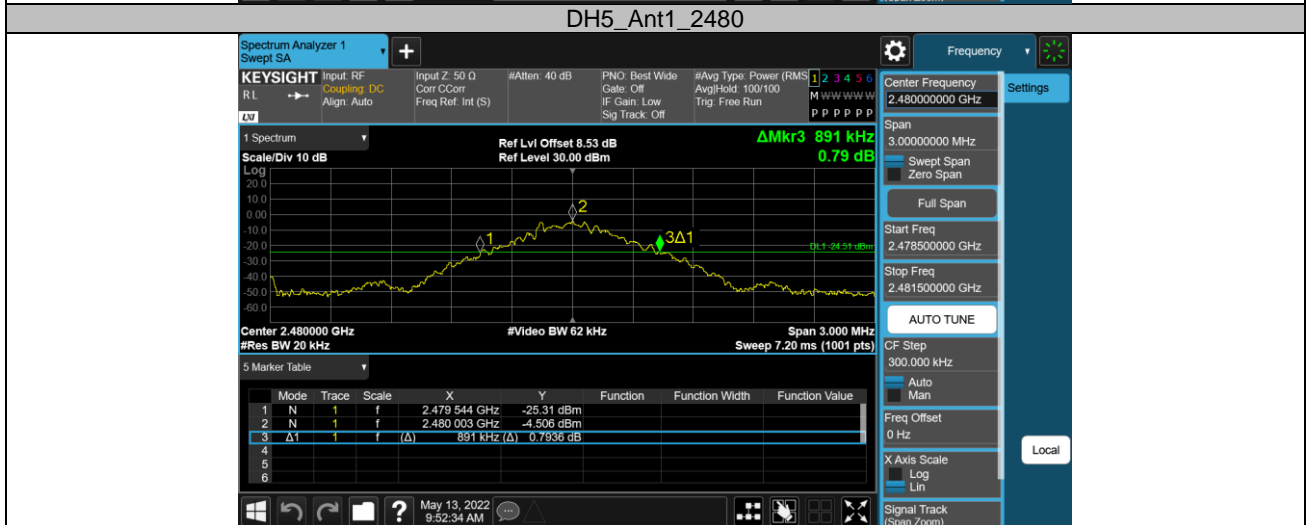 DH5_Ant1_2480
Spectrum Analyzer 1
Swept SA
+
Frequency
KEYSIGHT
RL
LXI
Input: RF
Coupling: DC
Align: Auto
Input Z: 50 Ω
Corr CCorr
Freq Ref: Int (S)
#Atten: 40 dB
PNO: Best Wide
Gate: Off
IF Gain: Low
Sig Track: Off
#Avg Type: Power (RMS
Avg|Hold: 100/100
Trig: Free Run
1 2 3 4 5 6
M W W W W W
P P P P P P
1 Spectrum
Scale/Div 10 dB
Ref Lvl Offset 8.53 dB
Ref Level 30.00 dBm
ΔMkr3 891 kHz
0.79 dB
Log
20.0
10.0
0.00
-10.0
-20.0
-30.0
-40.0
-50.0
-60.0
1
2
3Δ1
DL1 -24.51 dBm
Center 2.480000 GHz
#Res BW 20 kHz
#Video BW 62 kHz
Span 3.000 MHz
Sweep 7.20 ms (1001 pts)
5 Marker Table
Mode Trace Scale X Y Function Function Width Function Value
1 N 1 f 2.479 544 GHz -25.31 dBm
2 N 1 f 2.480 003 GHz -4.506 dBm
3 Δ1 1 f (Δ) 891 kHz (Δ) 0.7936 dB
4
5
6
May 13, 2022
9:52:34 AM
Center Frequency
2.480000000 GHz
Span
3.00000000 MHz
Swept Span
Zero Span
Full Span
Start Freq
2.478500000 GHz
Stop Freq
2.481500000 GHz
AUTO TUNE
CF Step
300.000 kHz
Auto
Man
Freq Offset
0 Hz
X Axis Scale
Log
Lin
Signal Track
(Span Zoom)
Settings
Local